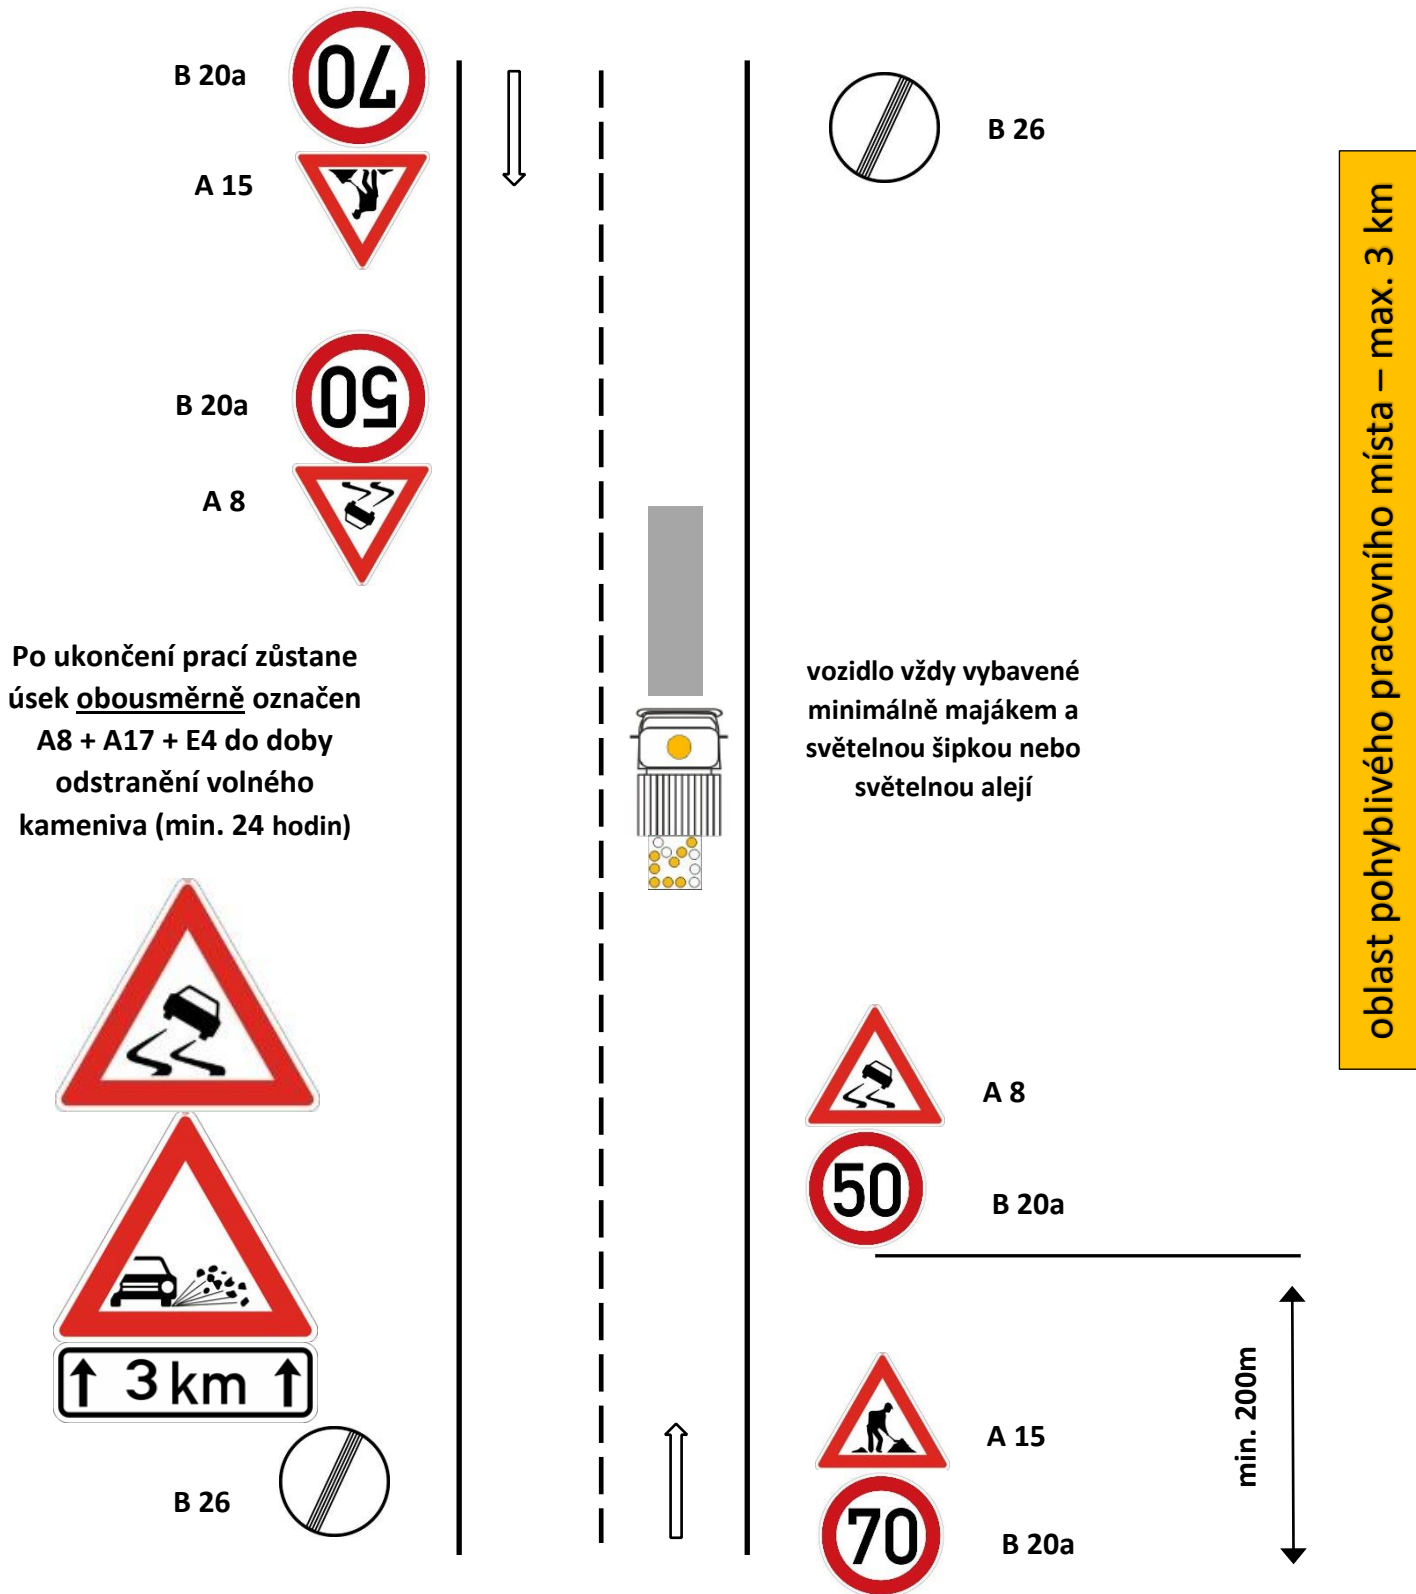 B 20a
70
A 15
B 26
B 20a
50
A 8
oblast pohyblivého pracovního místa – max. 3 km
Po ukončení prací zůstane
úsek obousměrně označen
A8 + A17 + E4 do doby
odstranění volného
kameniva (min. 24 hodin)
vozidlo vždy vybavené
minimálně majákem a
světelnou šipkou nebo
světelnou alejí
A 8
50
B 20a
3 km
B 26
min. 200m
A 15
70
B 20a